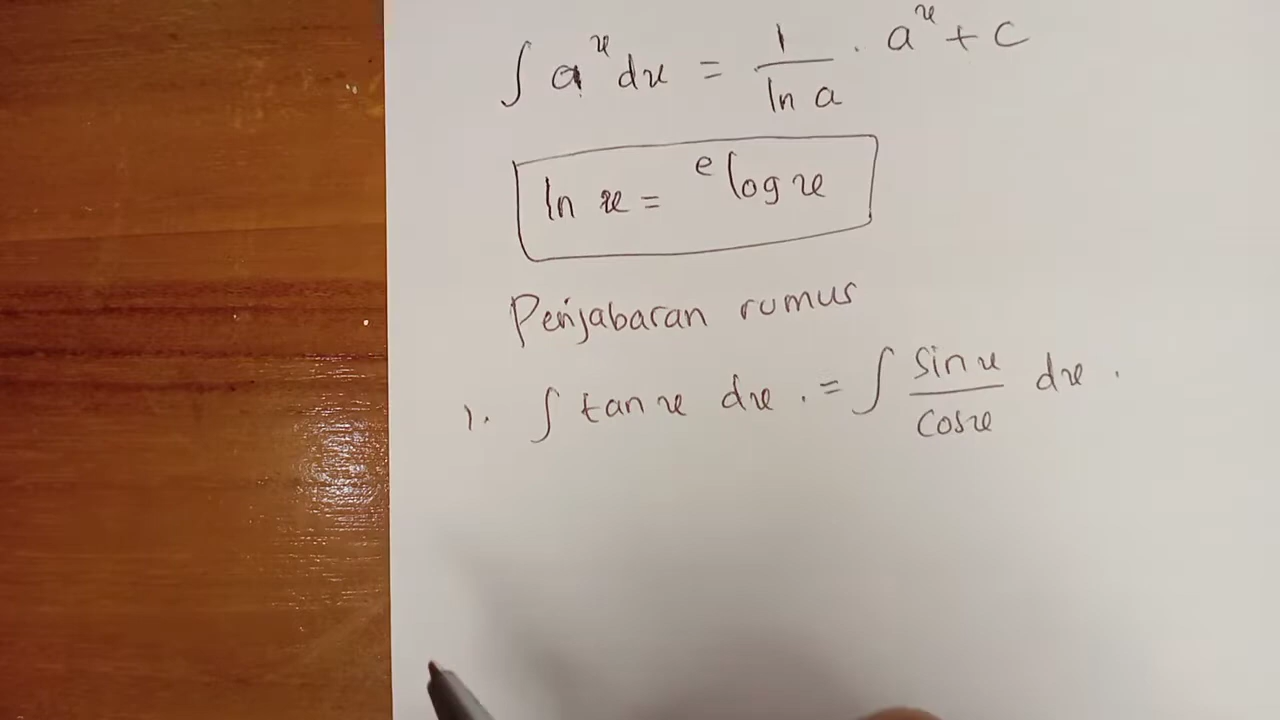 ∫ a^x dx = 1/ln a . a^x + c
ln x = ^e log x
Penjabaran rumus
1. ∫ tan x dx . = ∫ sin x/cos x dx .